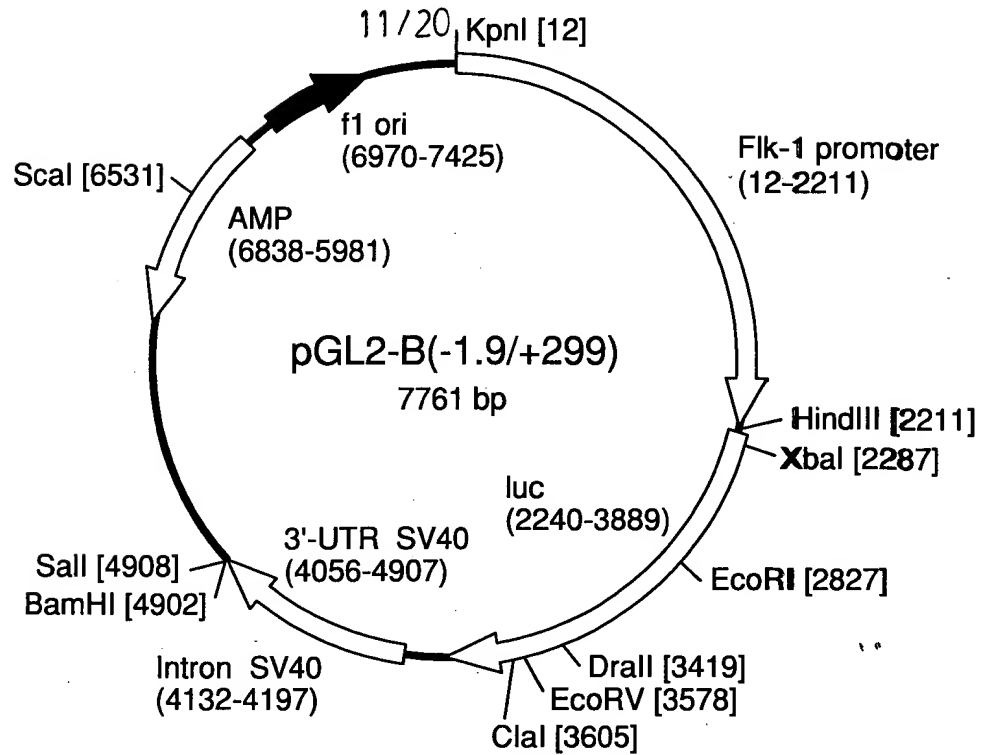 11/20
KpnI [12]
f1 ori
(6970-7425)
Flk-1 promoter
(12-2211)
ScaI [6531]
AMP
(6838-5981)
pGL2-B(-1.9/+299)
7761 bp
HindIII [2211]
XbaI [2287]
luc
(2240-3889)
3'-UTR SV40
(4056-4907)
SalI [4908]
BamHI [4902]
EcoRI [2827]
Intron SV40
(4132-4197)
DraII [3419]
EcoRV [3578]
ClaI [3605]